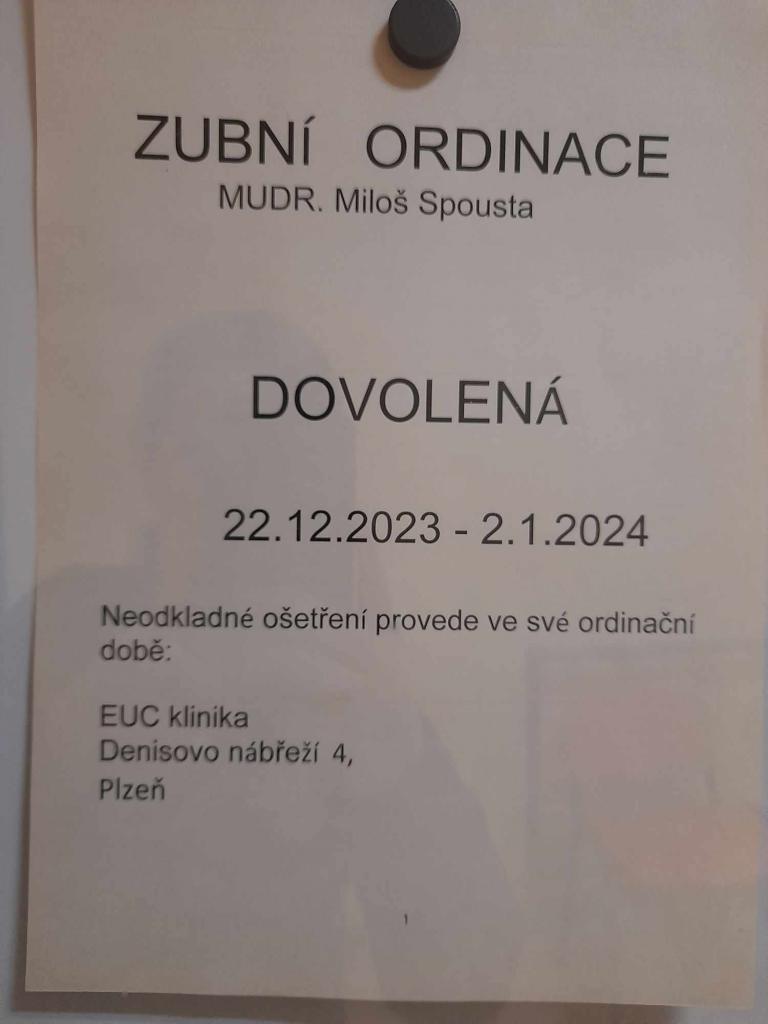 ZUBNÍ ORDINACE
MUDR. Miloš Spousta
DOVOLENÁ
22.12.2023 - 2.1.2024
Neodkladné ošetření provede ve své ordinační
době:
EUC klinika
Denisovo nábřeží 4,
Plzeň
1